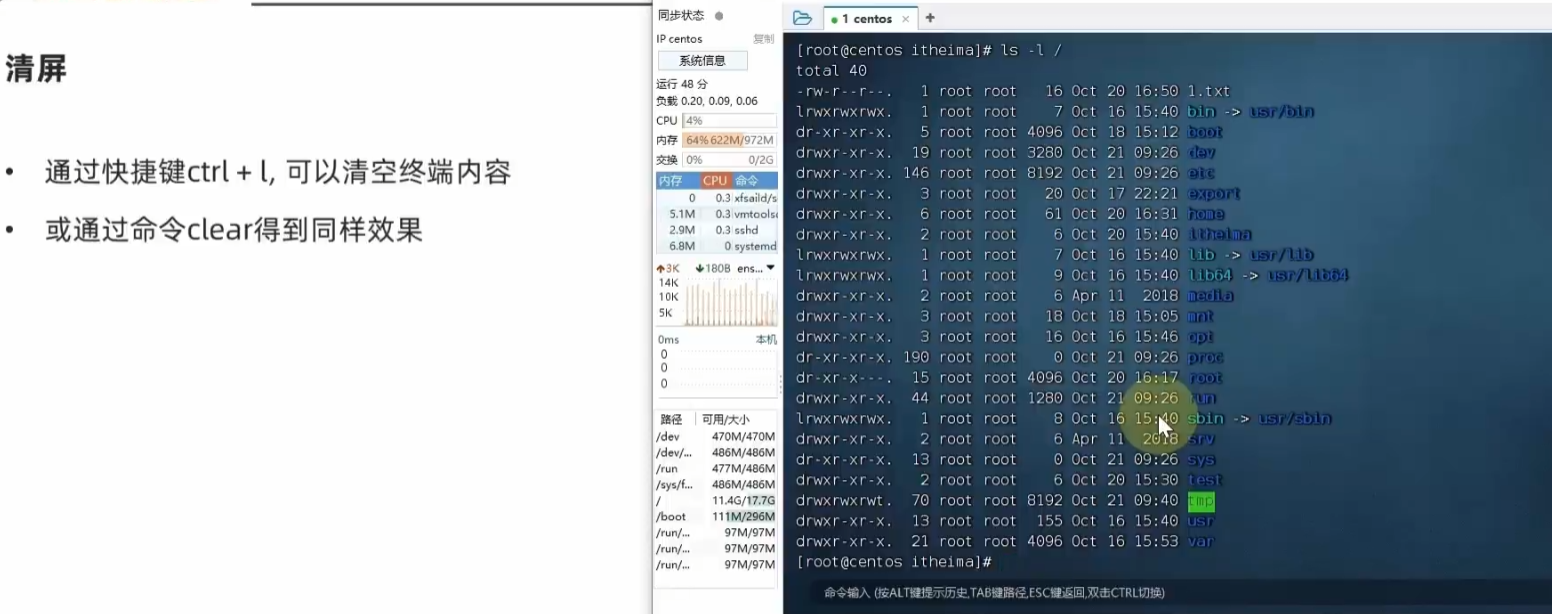 清屏
• 通过快捷键ctrl + l, 可以清空终端内容
• 或通过命令clear得到同样效果
同步状态
IP centos 复制
系统信息
运行 48 分
负载 0.20, 0.09, 0.06
CPU 4%
内存 64% 622M/972M
交换 0% 0/2G
内存 CPU 命令
0 0.3 xfsaild/s
5.1M 0.3 vmtools
2.9M 0.3 sshd
6.8M 0 systemd
3K 180B ens...
14K
10K
5K
0ms 本机
0
0
0
路径 可用/大小
/dev 470M/470M
/dev/... 486M/486M
/run 477M/486M
/sys/f... 486M/486M
/ 11.4G/17.7G
/boot 111M/296M
/run/... 97M/97M
/run/... 97M/97M
/run/... 97M/97M
1 centos × +
[root@centos itheima]# ls -l /
total 40
-rw-r--r--. 1 root root 16 Oct 20 16:50 1.txt
lrwxrwxrwx. 1 root root 7 Oct 16 15:40 bin -> usr/bin
dr-xr-xr-x. 5 root root 4096 Oct 18 15:12 boot
drwxr-xr-x. 19 root root 3280 Oct 21 09:26 dev
drwxr-xr-x. 146 root root 8192 Oct 21 09:26 etc
drwxr-xr-x. 3 root root 20 Oct 17 22:21 export
drwxr-xr-x. 6 root root 61 Oct 20 16:31 home
drwxr-xr-x. 2 root root 6 Oct 20 15:40 itheima
lrwxrwxrwx. 1 root root 7 Oct 16 15:40 lib -> usr/lib
lrwxrwxrwx. 1 root root 9 Oct 16 15:40 lib64 -> usr/lib64
drwxr-xr-x. 2 root root 6 Apr 11 2018 media
drwxr-xr-x. 3 root root 18 Oct 18 15:05 mnt
drwxr-xr-x. 3 root root 16 Oct 16 15:46 opt
dr-xr-xr-x. 190 root root 0 Oct 21 09:26 proc
dr-xr-x---. 15 root root 4096 Oct 20 16:17 root
drwxr-xr-x. 44 root root 1280 Oct 21 09:26 run
lrwxrwxrwx. 1 root root 8 Oct 16 15:40 sbin -> usr/sbin
drwxr-xr-x. 2 root root 6 Apr 11 2018 srv
dr-xr-xr-x. 13 root root 0 Oct 21 09:26 sys
drwxr-xr-x. 2 root root 6 Oct 20 15:30 test
drwxrwxrwt. 70 root root 8192 Oct 21 09:40 tmp
drwxr-xr-x. 13 root root 155 Oct 16 15:40 usr
drwxr-xr-x. 21 root root 4096 Oct 16 15:53 var
[root@centos itheima]#
命令输入 (按ALT键提示历史,TAB键路径,ESC键返回,双击CTRL切换)